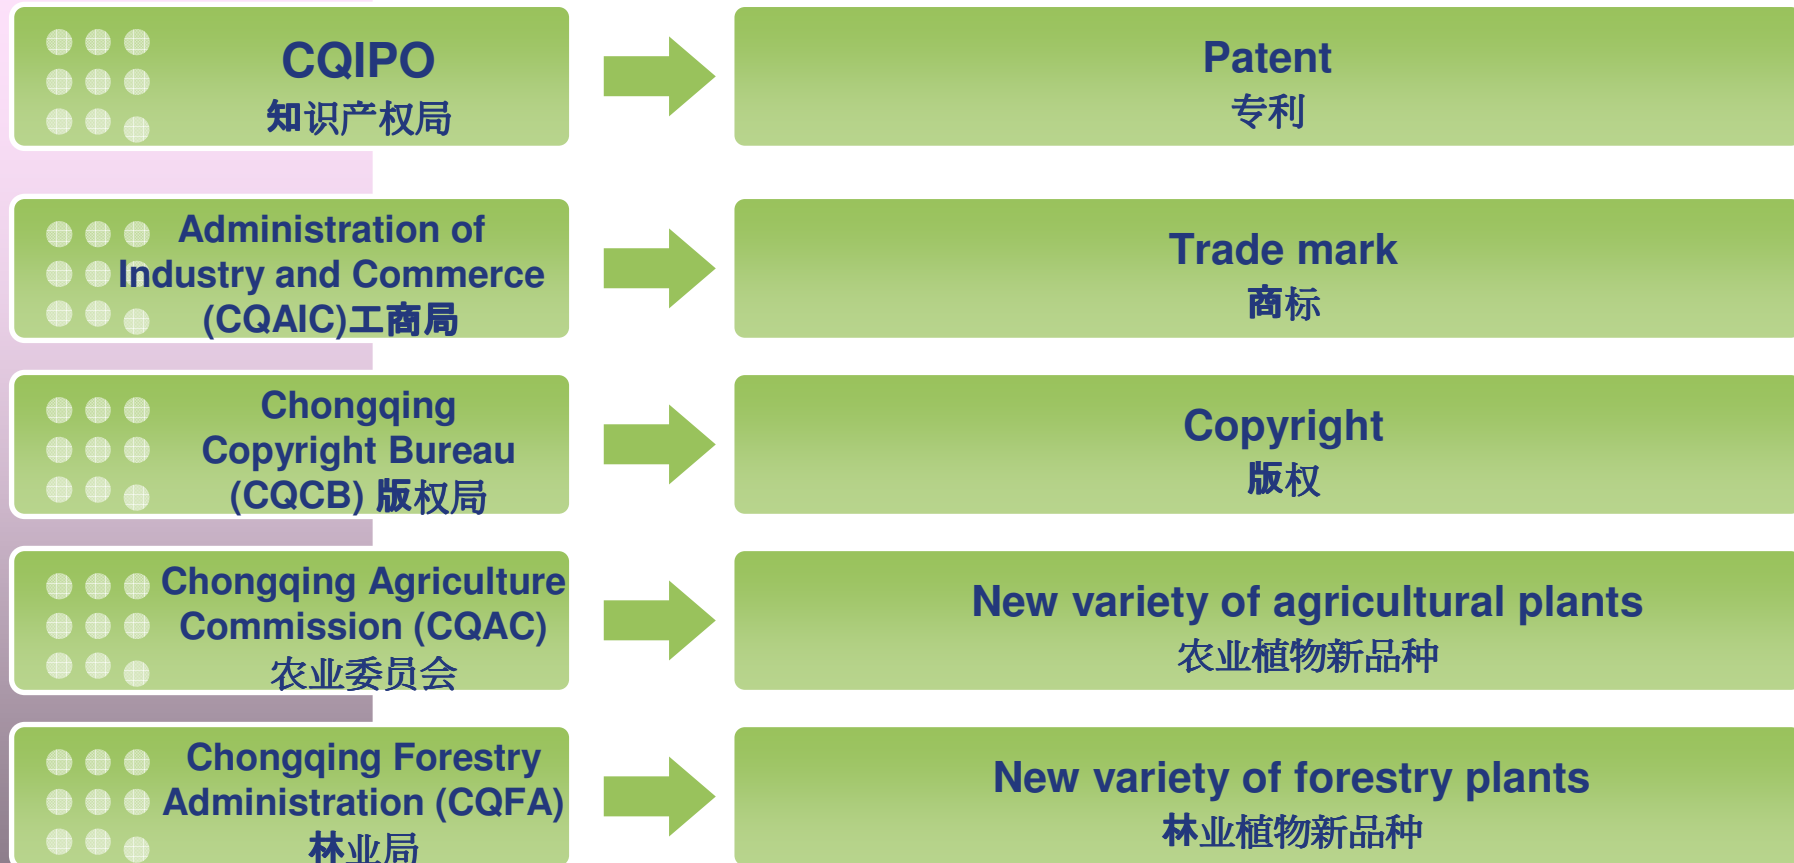 CQIPO
知识产权局
Patent
专利
Administration of
Industry and Commerce
(CQAIC)工商局
Trade mark
商标
Chongqing
Copyright Bureau
(CQCB) 版权局
Copyright
版权
Chongqing Agriculture
Commission (CQAC)
农业委员会
New variety of agricultural plants
农业植物新品种
Chongqing Forestry
Administration (CQFA)
林业局
New variety of forestry plants
林业植物新品种